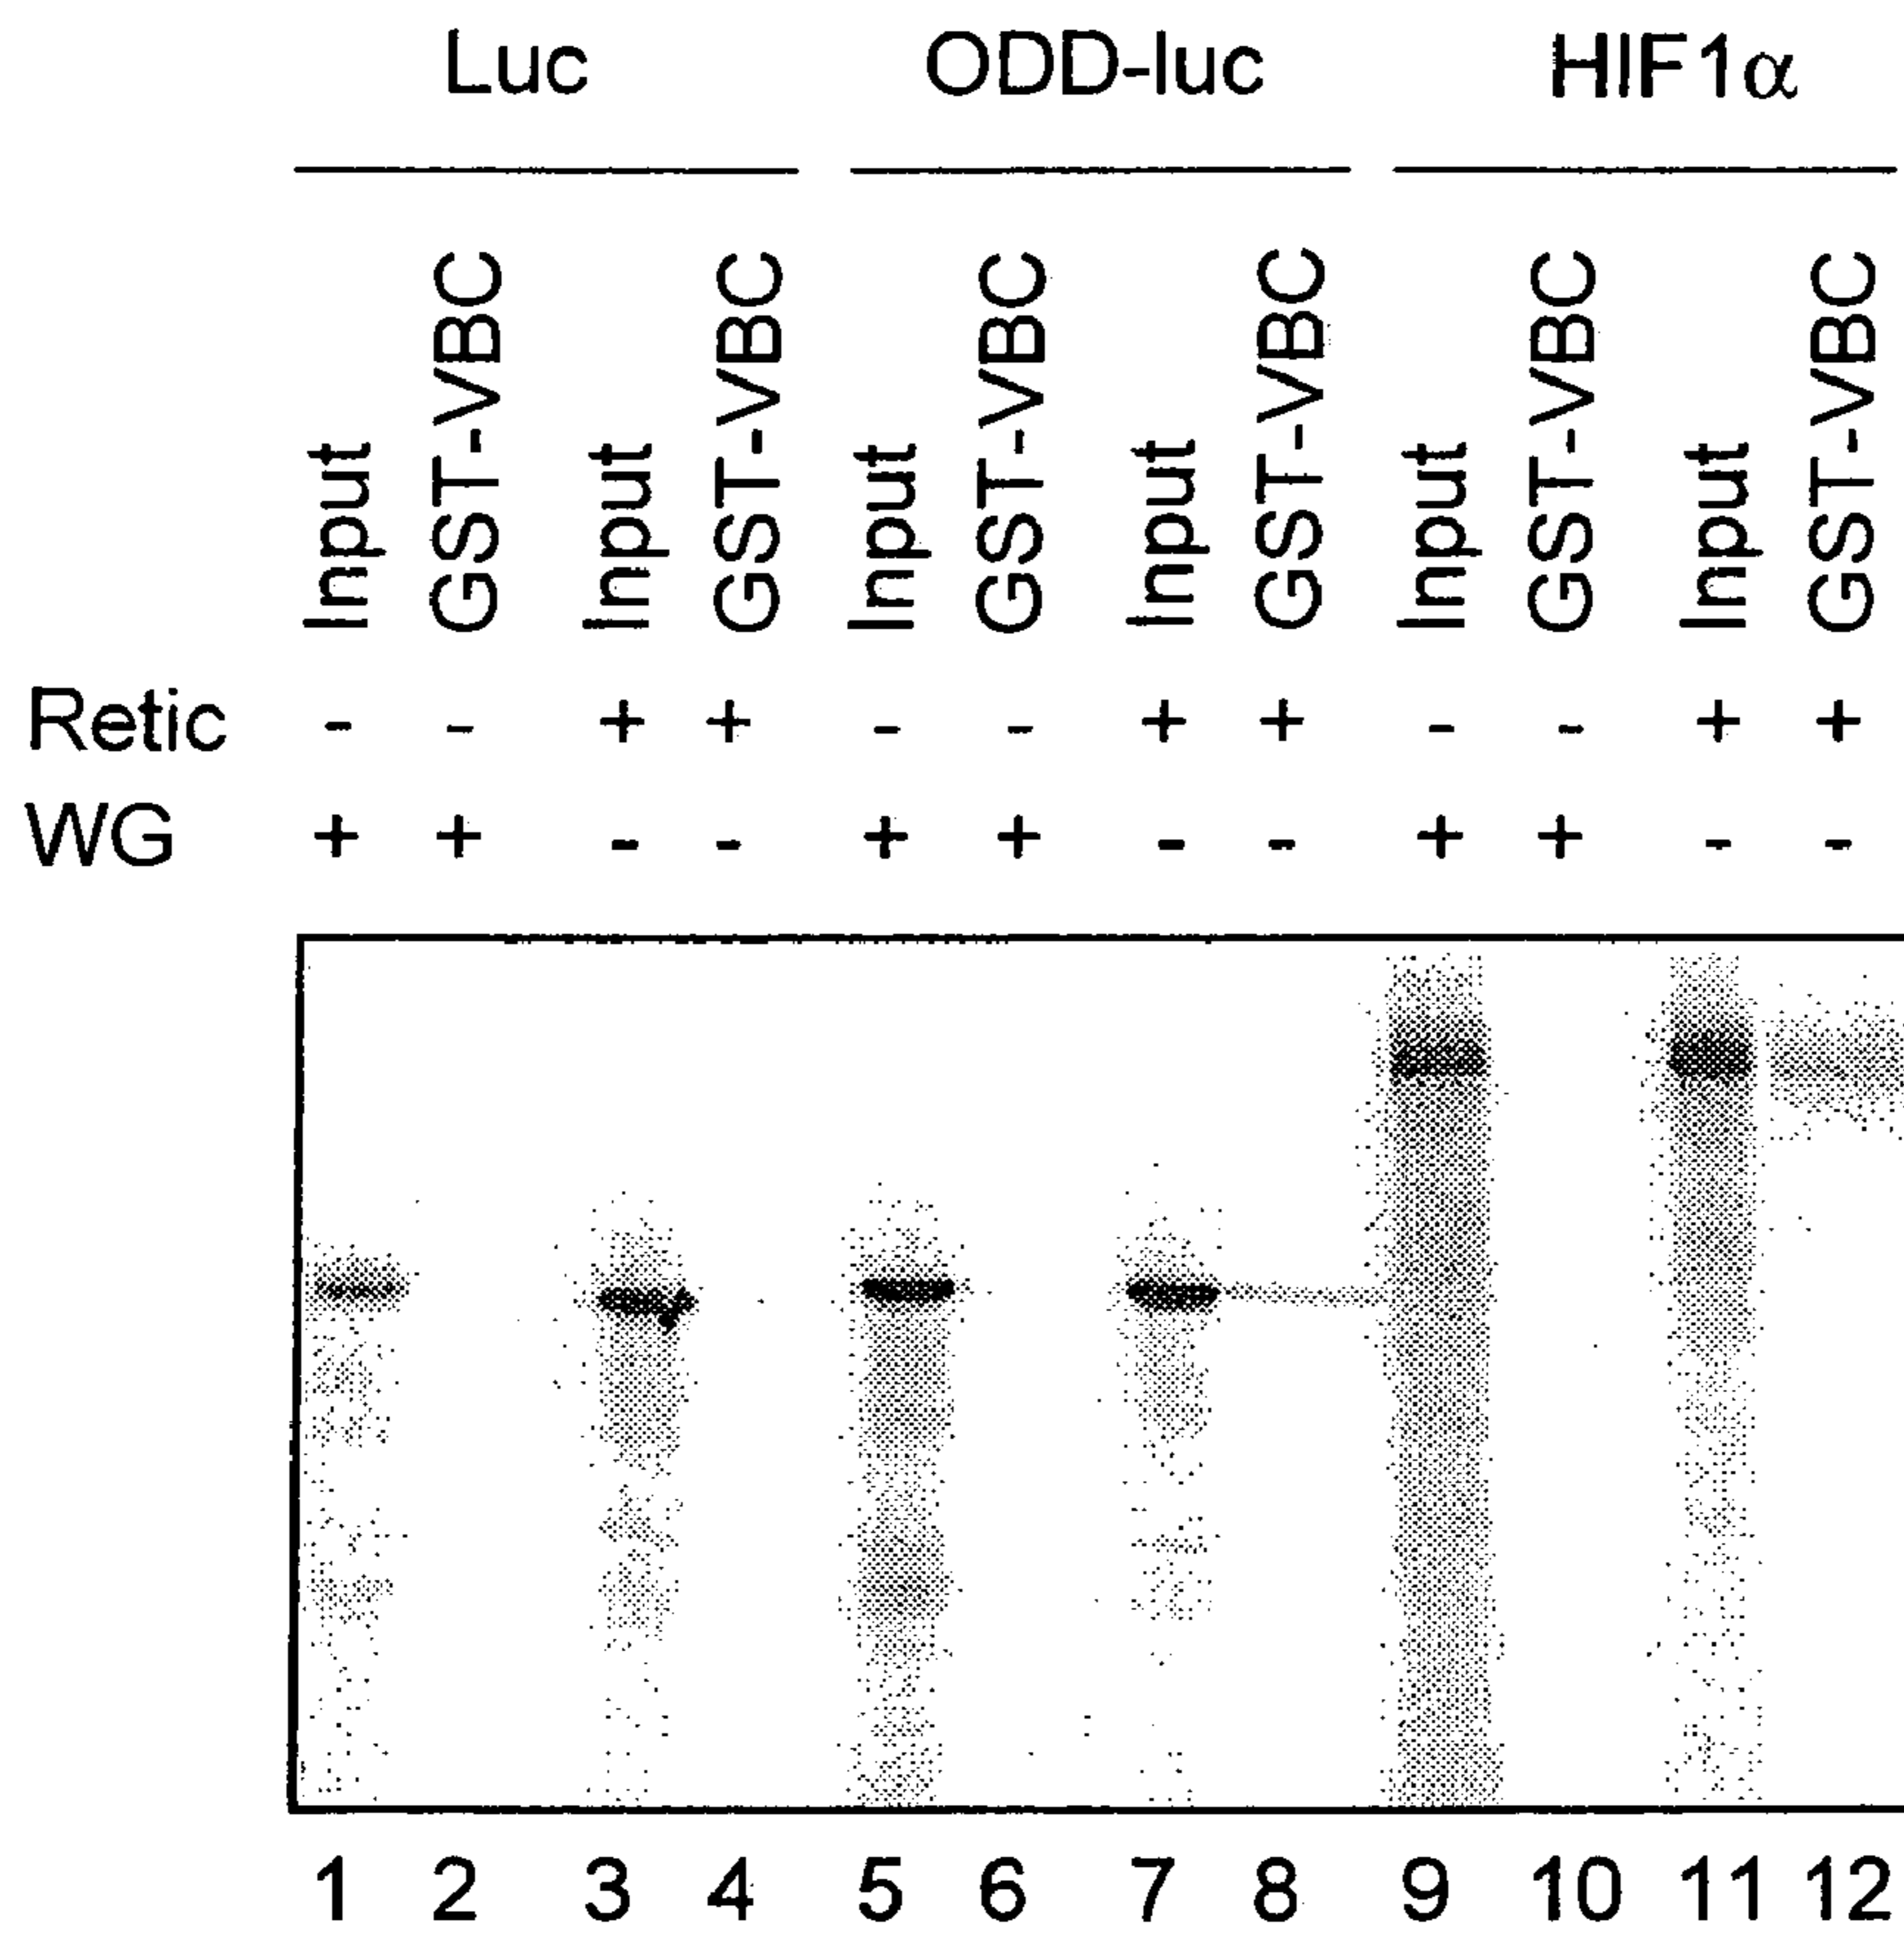 Luc ODD-luc HIF1α
Input GST-VBC Input GST-VBC Input GST-VBC Input GST-VBC Input GST-VBC Input GST-VBC
Retic - - + + - - + + - - + +
WG + + - - + + - - + + - -
1 2 3 4 5 6 7 8 9 10 11 12